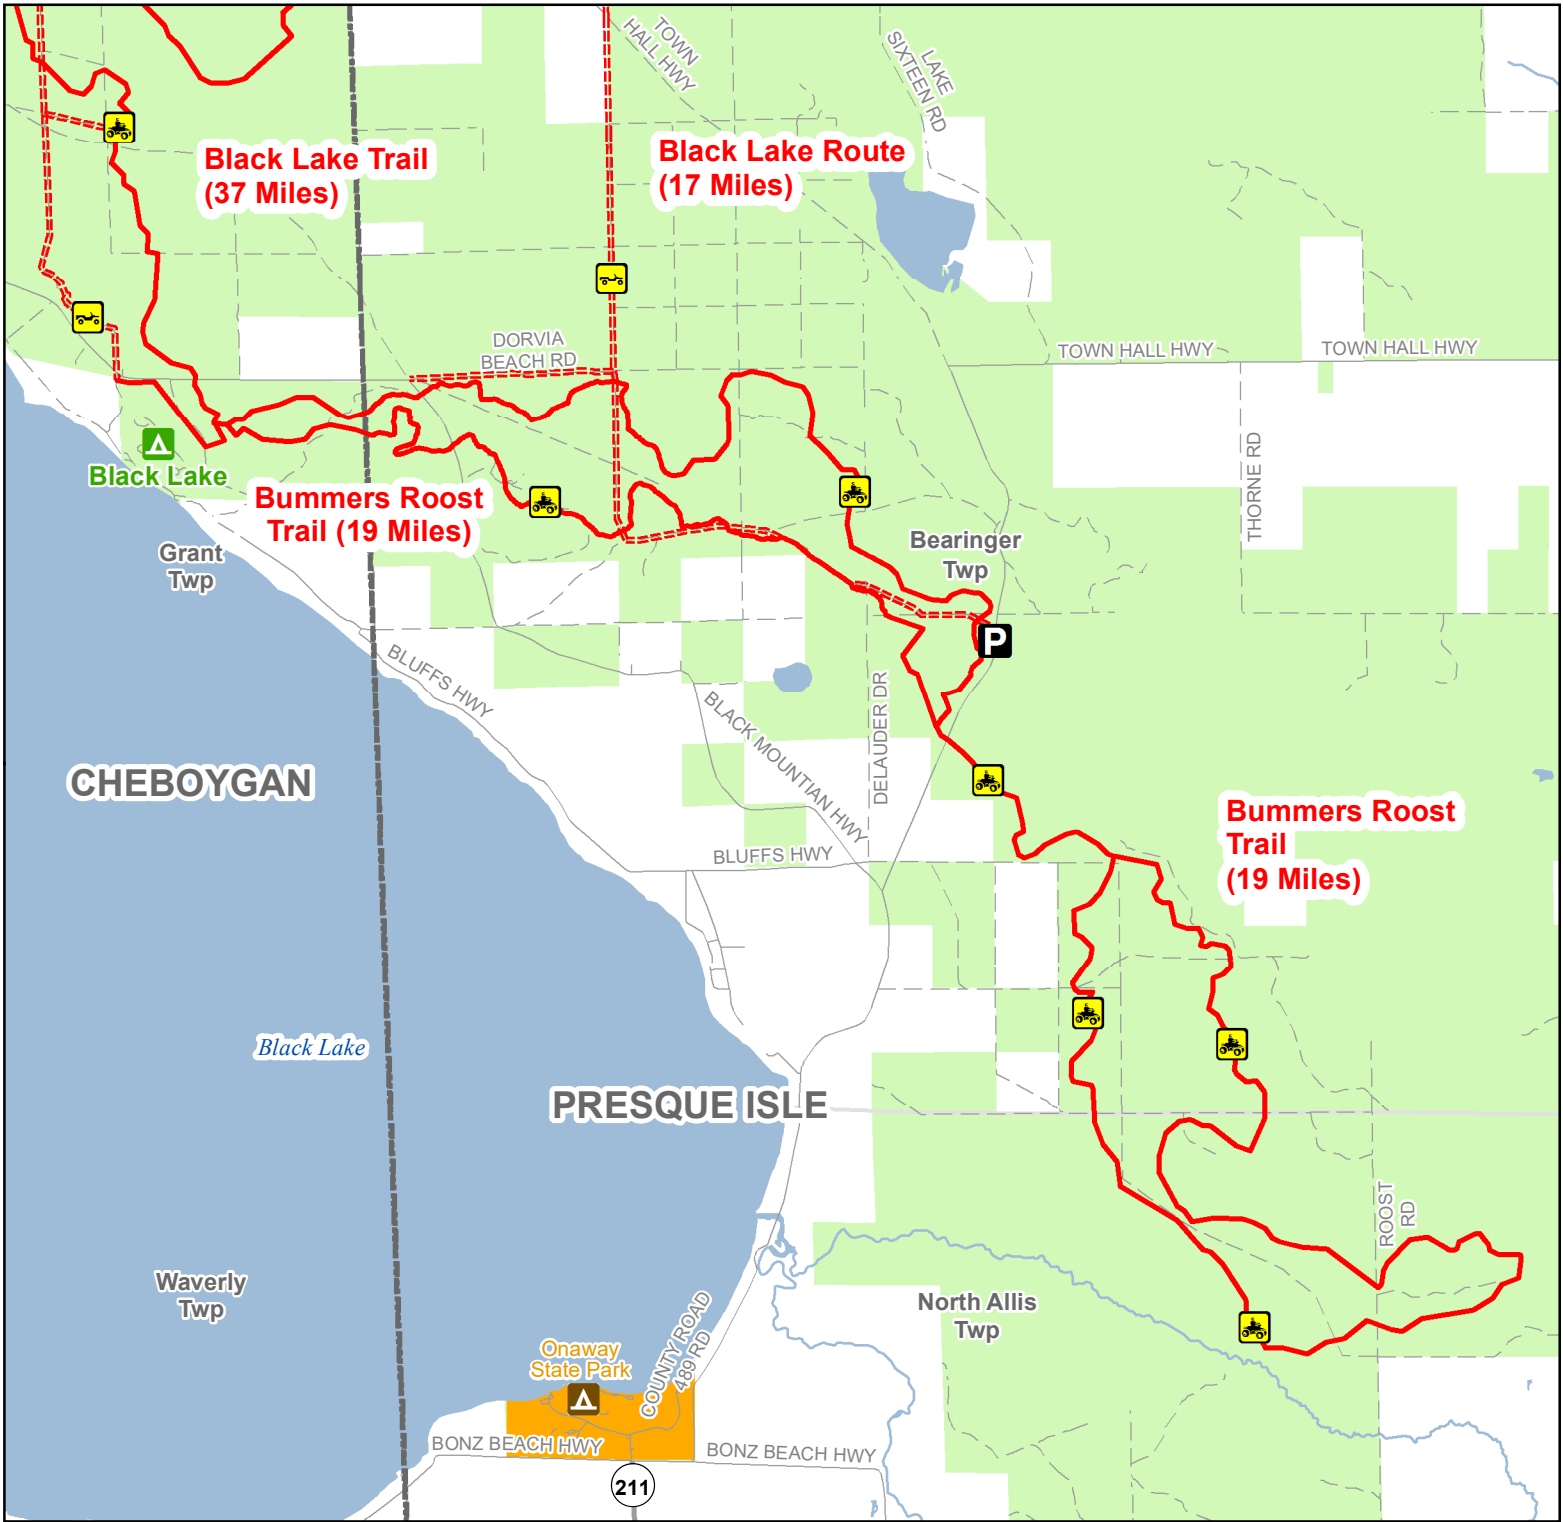 TOWN
HALL HWY
LAKE
SIXTEEN RD
Black Lake Trail
(37 Miles)
Black Lake Route
(17 Miles)
DORVIA
BEACH RD
TOWN HALL HWY
TOWN HALL HWY
THORNE RD
Black Lake
Bummers Roost
Trail (19 Miles)
Grant
Twp
Bearinger
Twp
P
BLUFFS HWY
BLACK MOUNTIAN HWY
DELAUDER DR
CHEBOYGAN
BLUFFS HWY
Bummers Roost
Trail
(19 Miles)
Black Lake
PRESQUE ISLE
ROOST
RD
Waverly
Twp
North Allis
Twp
COUNTY ROAD
489 RD
Onaway
State Park
BONZ BEACH HWY
BONZ BEACH HWY
211